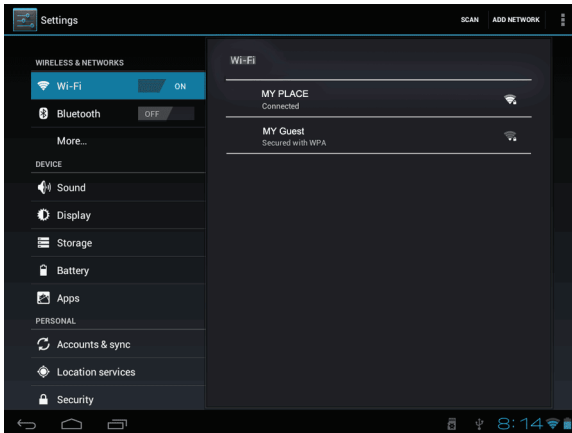 Settings
SCAN
ADD NETWORK
WIRELESS & NETWORKS
Wi-Fi
ON
Bluetooth
OFF
More...
DEVICE
Sound
Display
Storage
Battery
Apps
PERSONAL
Accounts & sync
Location services
Security
Wi-Fi
MY PLACE
Connected
MY Guest
Secured with WPA
8:14